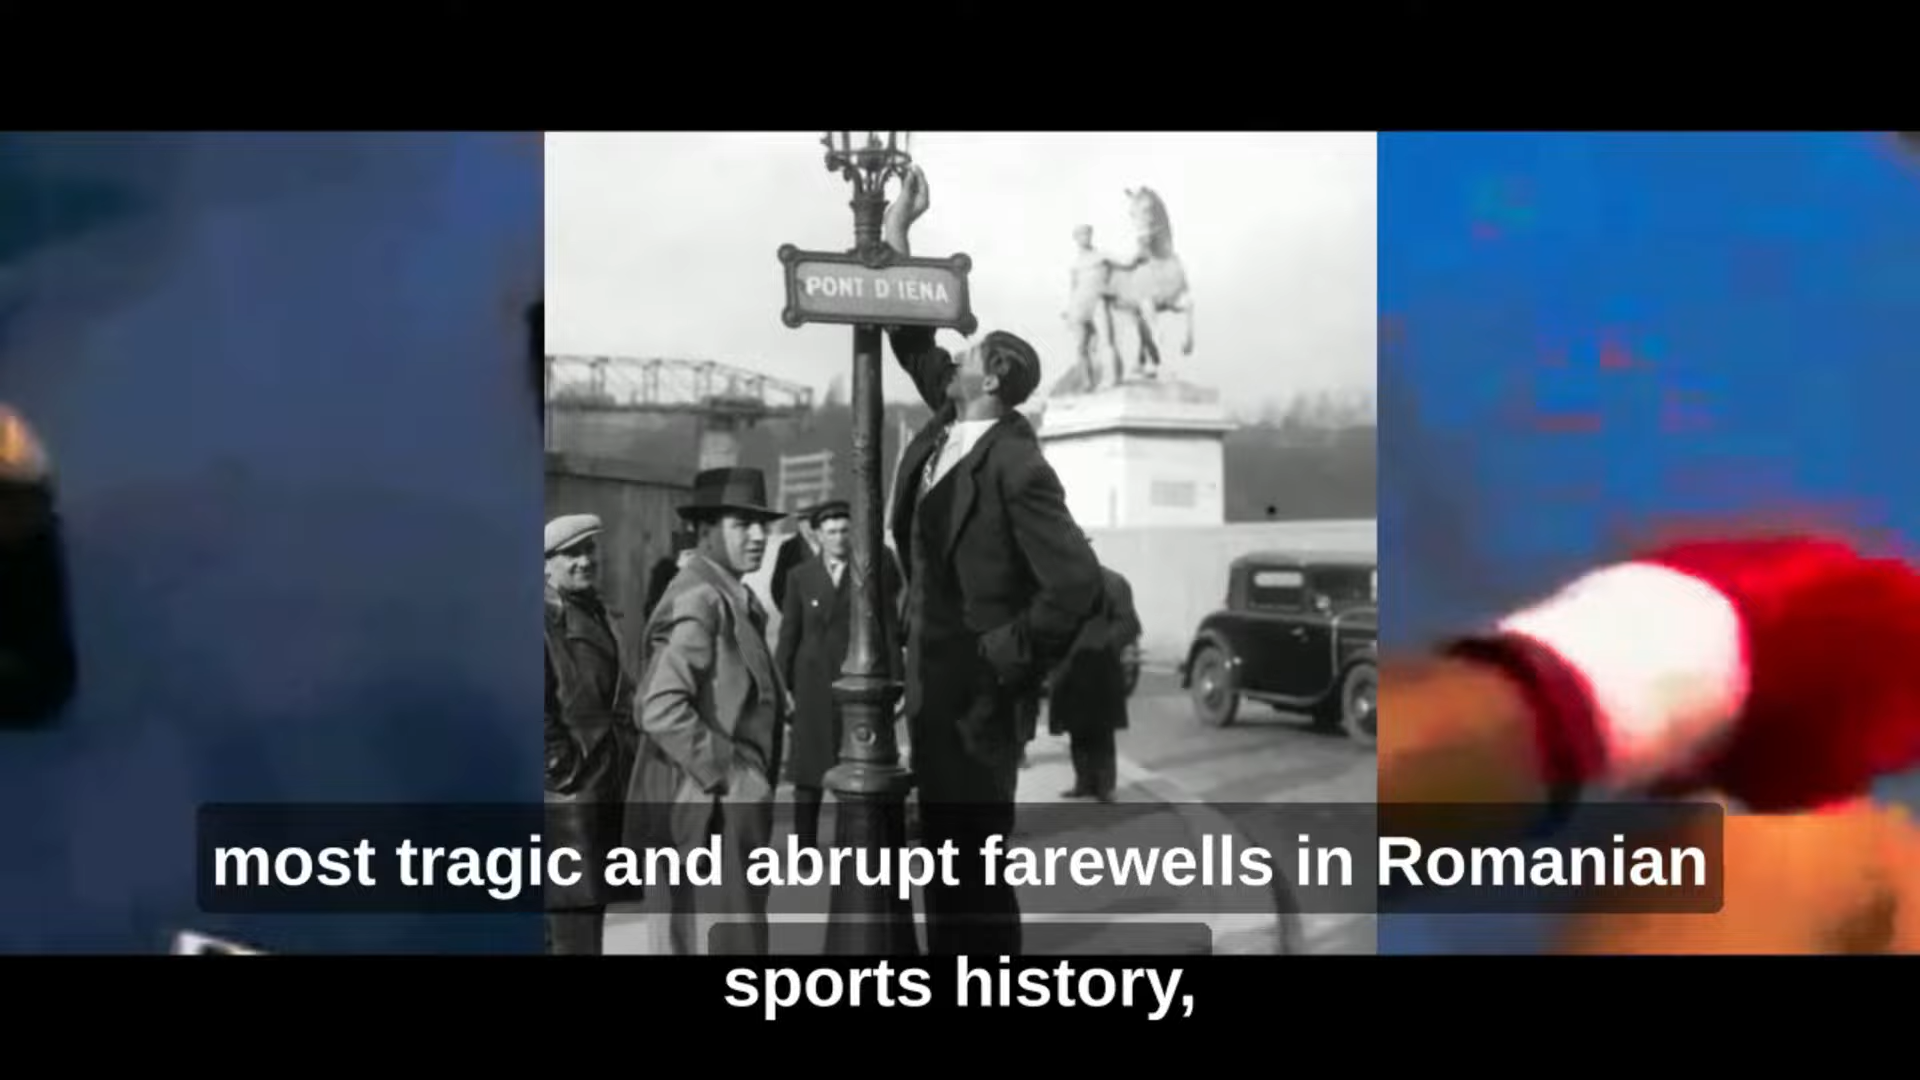 PONT D'IENA
most tragic and abrupt farewells in Romanian
sports history,